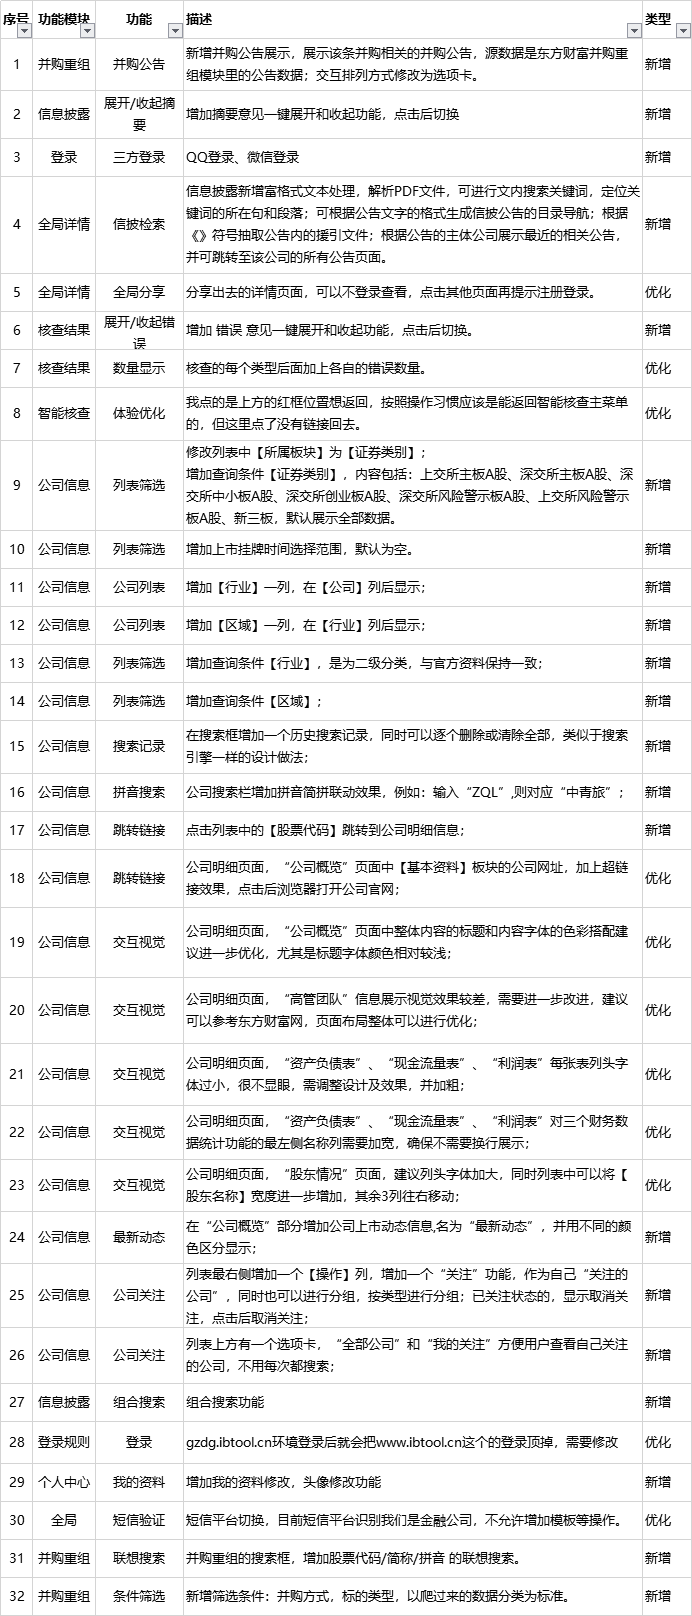 序号 功能模块 功能 描述 类型
1 并购重组 并购公告 新增并购公告展示，展示该条并购相关的并购公告，源数据是东方财富并购重
组模块里的公告数据；交互排列方式修改为选项卡。 新增
2 信息披露 展开/收起摘
要 增加摘要意见一键展开和收起功能，点击后切换 新增
3 登录 三方登录 QQ登录、微信登录 新增
4 全局详情 信披检索 信息披露新增富格式文本处理，解析PDF文件，可进行文内搜索关键词，定位关
键词的所在句和段落；可根据公告文字的格式生成信披公告的目录导航；根据
《》符号抽取公告内的援引文件；根据公告的主体公司展示最近的相关公告，
并可跳转至该公司的所有公告页面。 新增
5 全局详情 全局分享 分享出去的详情页面，可以不登录查看，点击其他页面再提示注册登录。 优化
6 核查结果 展开/收起错
误 增加 错误 意见一键展开和收起功能，点击后切换。 新增
7 核查结果 数量显示 核查的每个类型后面加上各自的错误数量。 优化
8 智能核查 体验优化 我点的是上方的红框位置想返回，按照操作习惯应该是能返回智能核查主菜单
的，但这里点了没有链接回去。 优化
9 公司信息 列表筛选 修改列表中【所属板块】为【证券类别】；
增加查询条件【证券类别】，内容包括：上交所主板A股、深交所主板A股、深
交所中小板A股、深交所创业板A股、深交所风险警示板A股、上交所风险警示
板A股、新三板，默认展示全部数据。 新增
10 公司信息 列表筛选 增加上市挂牌时间选择范围，默认为空。 新增
11 公司信息 公司列表 增加【行业】一列，在【公司】列后显示； 新增
12 公司信息 公司列表 增加【区域】一列，在【行业】列后显示； 新增
13 公司信息 列表筛选 增加查询条件【行业】，是为二级分类，与官方资料保持一致； 新增
14 公司信息 列表筛选 增加查询条件【区域】； 新增
15 公司信息 搜索记录 在搜索框增加一个历史搜索记录，同时可以逐个删除或清除全部，类似于搜索
引擎一样的设计做法； 新增
16 公司信息 拼音搜索 公司搜索栏增加拼音简拼联动效果，例如：输入“ZQL”,则对应“中青旅”； 新增
17 公司信息 跳转链接 点击列表中的【股票代码】跳转到公司明细信息； 新增
18 公司信息 跳转链接 公司明细页面，“公司概览”页面中【基本资料】板块的公司网址，加上超链
接效果，点击后浏览器打开公司官网； 优化
19 公司信息 交互视觉 公司明细页面，“公司概览”页面中整体内容的标题和内容字体的色彩搭配建
议进一步优化，尤其是标题字体颜色相对较浅； 优化
20 公司信息 交互视觉 公司明细页面，“高管团队”信息展示视觉效果较差，需要进一步改进，建议
可以参考东方财富网，页面布局整体可以进行优化； 优化
21 公司信息 交互视觉 公司明细页面，“资产负债表”、“现金流量表”、“利润表”每张表列头字
体过小，很不显眼，需调整设计及效果，并加粗； 优化
22 公司信息 交互视觉 公司明细页面，“资产负债表”、“现金流量表”、“利润表”对三个财务数
据统计功能的最左侧名称列需要加宽，确保不需要换行展示； 优化
23 公司信息 交互视觉 公司明细页面，“股东情况”页面，建议列头字体加大，同时列表中可以将【
股东名称】宽度进一步增加，其余3列往右移动； 优化
24 公司信息 最新动态 在“公司概览”部分增加公司上市动态信息,名为“最新动态”，并用不同的颜
色区分显示； 新增
25 公司信息 公司关注 列表最右侧增加一个【操作】列，增加一个“关注”功能，作为自己“关注的
公司”，同时也可以进行分组，按类型进行分组；已关注状态的，显示取消关
注，点击后取消关注； 新增
26 公司信息 公司关注 列表上方有一个选项卡，“全部公司”和“我的关注”方便用户查看自己关注
的公司，不用每次都搜索； 新增
27 信息披露 组合搜索 组合搜索功能 新增
28 登录规则 登录 gzdg.ibtool.cn环境登录后就会把www.ibtool.cn这个的登录顶掉，需要修改 优化
29 个人中心 我的资料 增加我的资料修改，头像修改功能 新增
30 全局 短信验证 短信平台切换，目前短信平台识别我们是金融公司，不允许增加模板等操作。 优化
31 并购重组 联想搜索 并购重组的搜索框，增加股票代码/简称/拼音 的联想搜索。 新增
32 并购重组 条件筛选 新增筛选条件：并购方式，标的类型，以爬过来的数据分类为标准。 新增